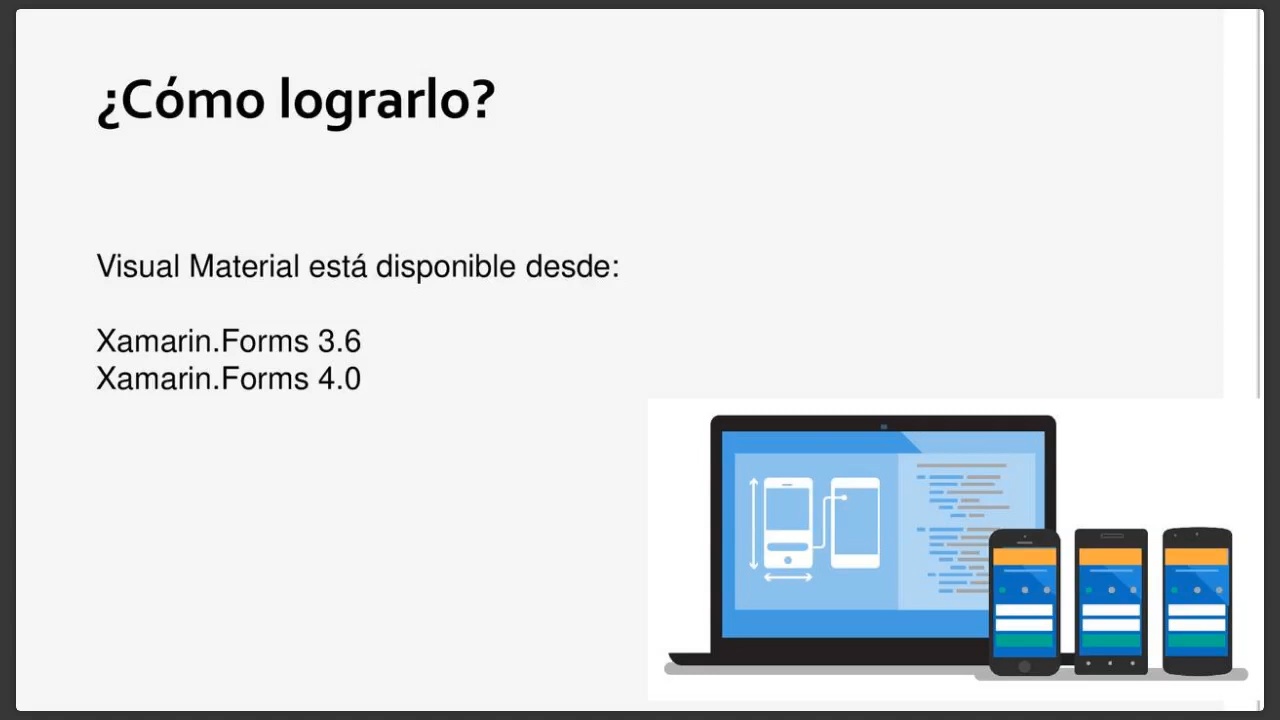 ¿Cómo lograrlo?
Visual Material está disponible desde:
Xamarin.Forms 3.6
Xamarin.Forms 4.0